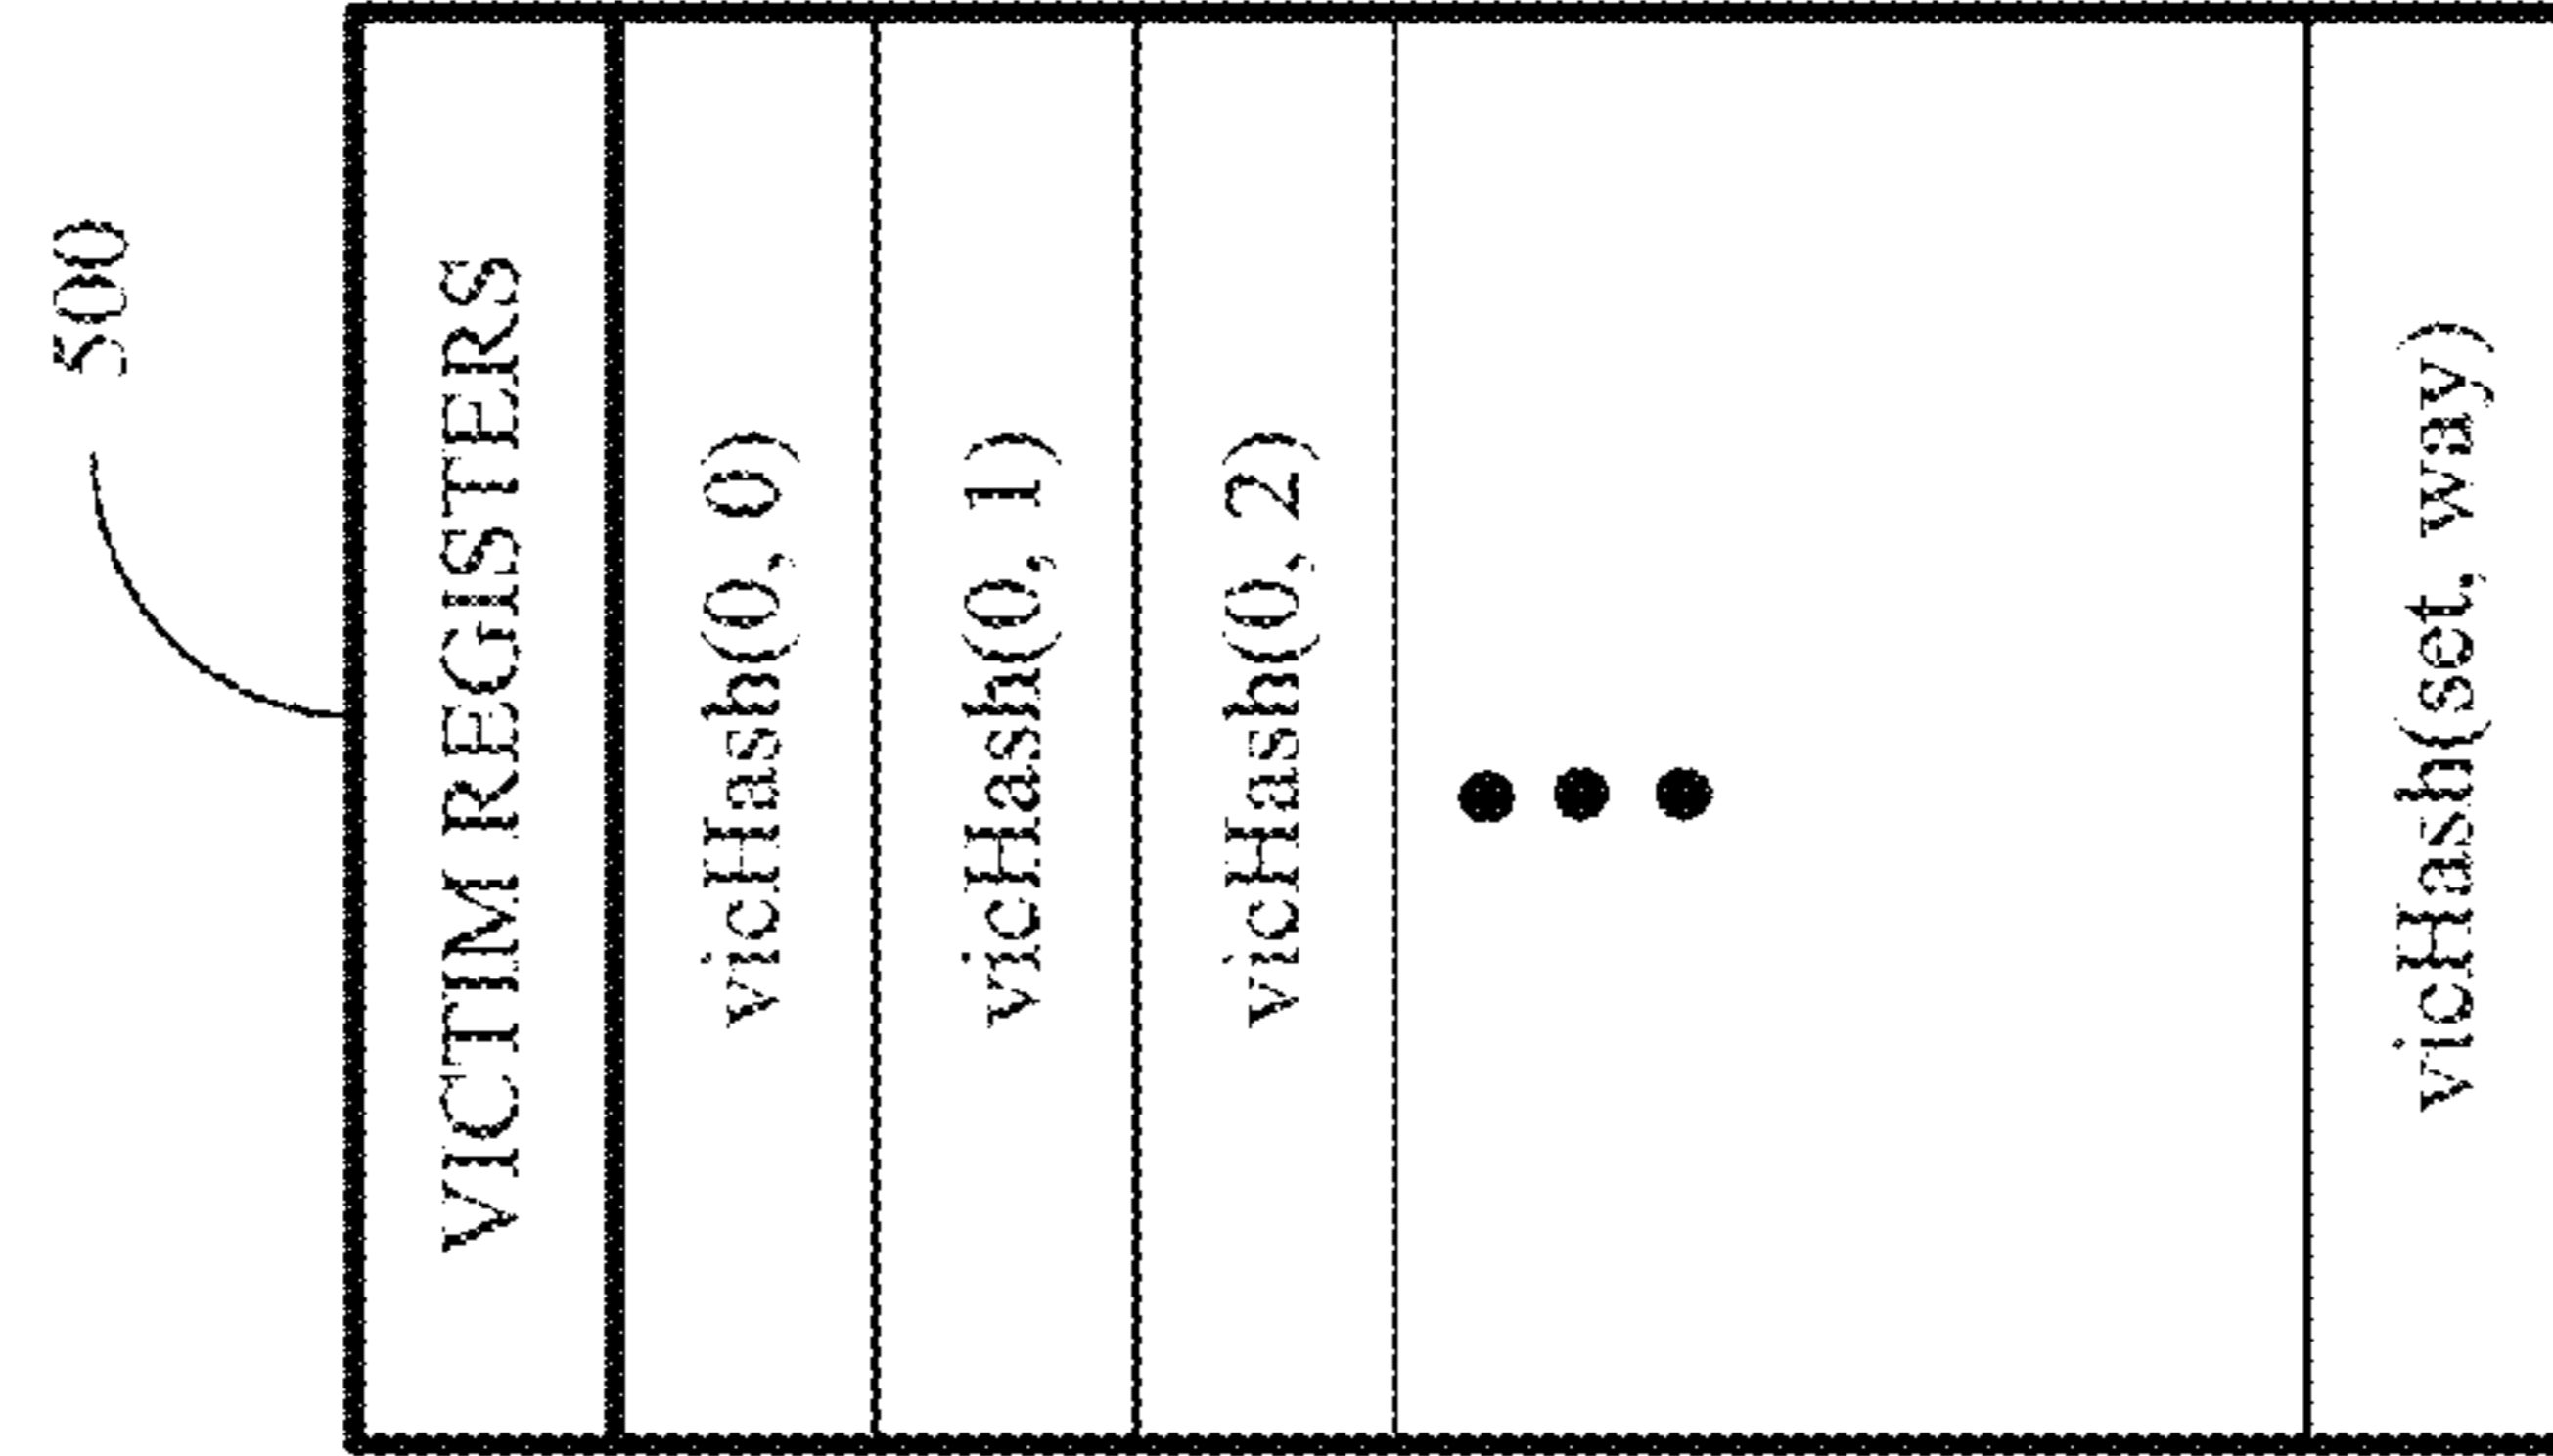 500
VICTIM REGISTERS
vicHash(0, 0)
vicHash(0, 1)
vicHash(0, 2)
vicHash(set, way)